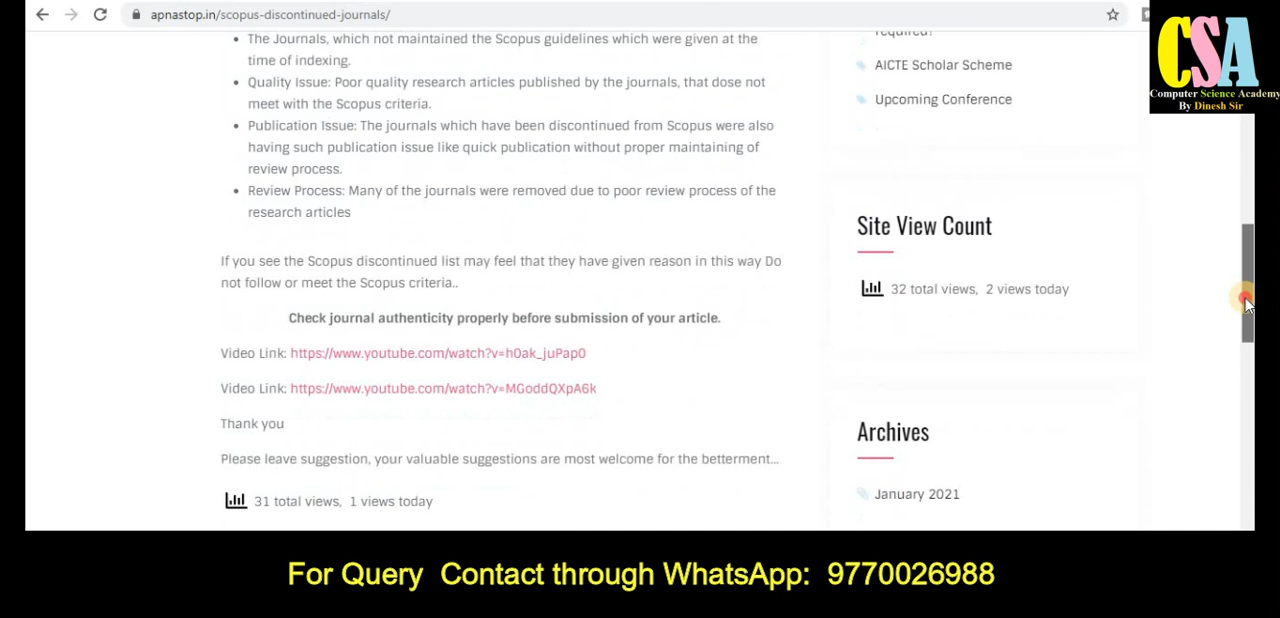 apnastop.in/scopus-discontinued-journals/
CSA
Computer Science Academy
By Dinesh Sir
The Journals, which not maintained the Scopus guidelines which were given at the
time of indexing.
Quality Issue: Poor quality research articles published by the journals, that dose not
meet with the Scopus criteria.
Publication Issue: The journals which have been discontinued from Scopus were also
having such publication issue like quick publication without proper maintaining of
review process.
Review Process: Many of the journals were removed due to poor review process of the
research articles
If you see the Scopus discontinued list may feel that they have given reason in this way Do
not follow or meet the Scopus criteria..
Check journal authenticity properly before submission of your article.
Video Link: https://www.youtube.com/watch?v=h0ak_juPap0
Video Link: https://www.youtube.com/watch?v=MGoddQXpA6k
Thank you
Please leave suggestion, your valuable suggestions are most welcome for the betterment...
31 total views, 1 views today
required?
AICTE Scholar Scheme
Upcoming Conference
Site View Count
32 total views, 2 views today
Archives
January 2021
For Query Contact through WhatsApp: 9770026988